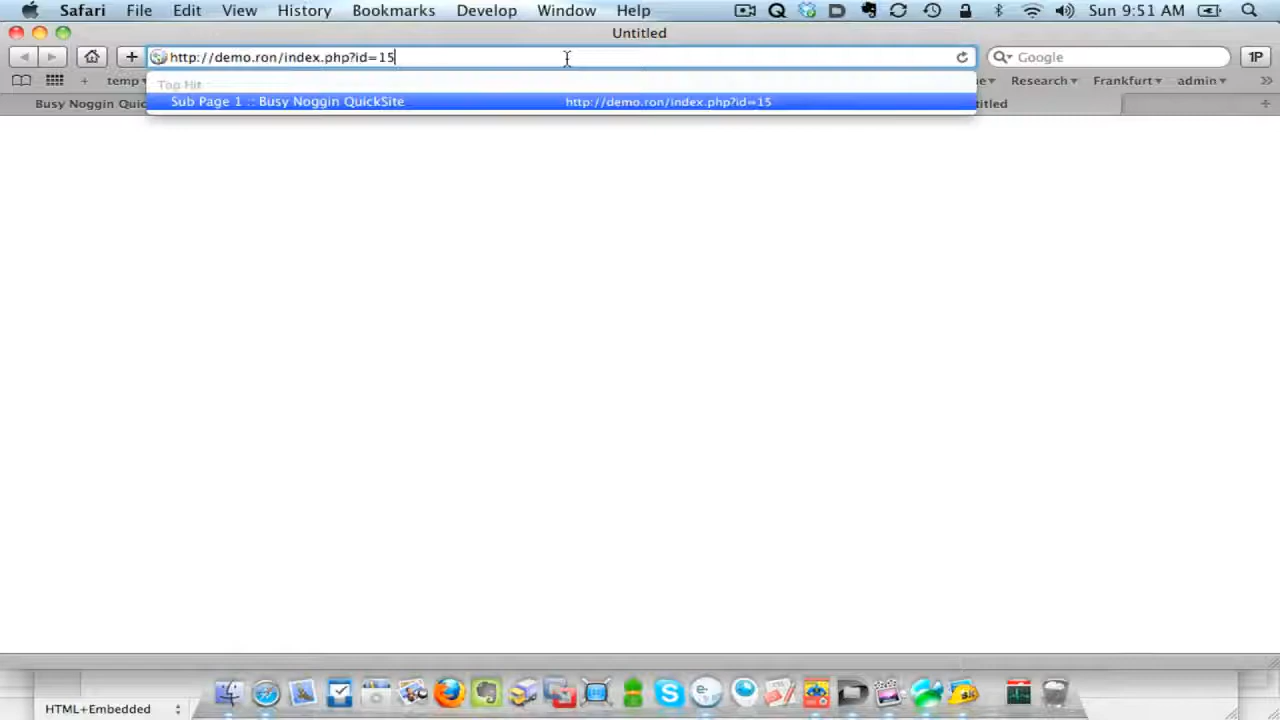 Safari File Edit View History Bookmarks Develop Window Help Sun 9:51 AM
Untitled
http://demo.ron/index.php?id=15 Google 1P
temp Research Frankfurt admin
Top Hit
Sub Page 1 :: Busy Noggin QuickSite http://demo.ron/index.php?id=15
Busy Noggin Quic
HTML+Embedded